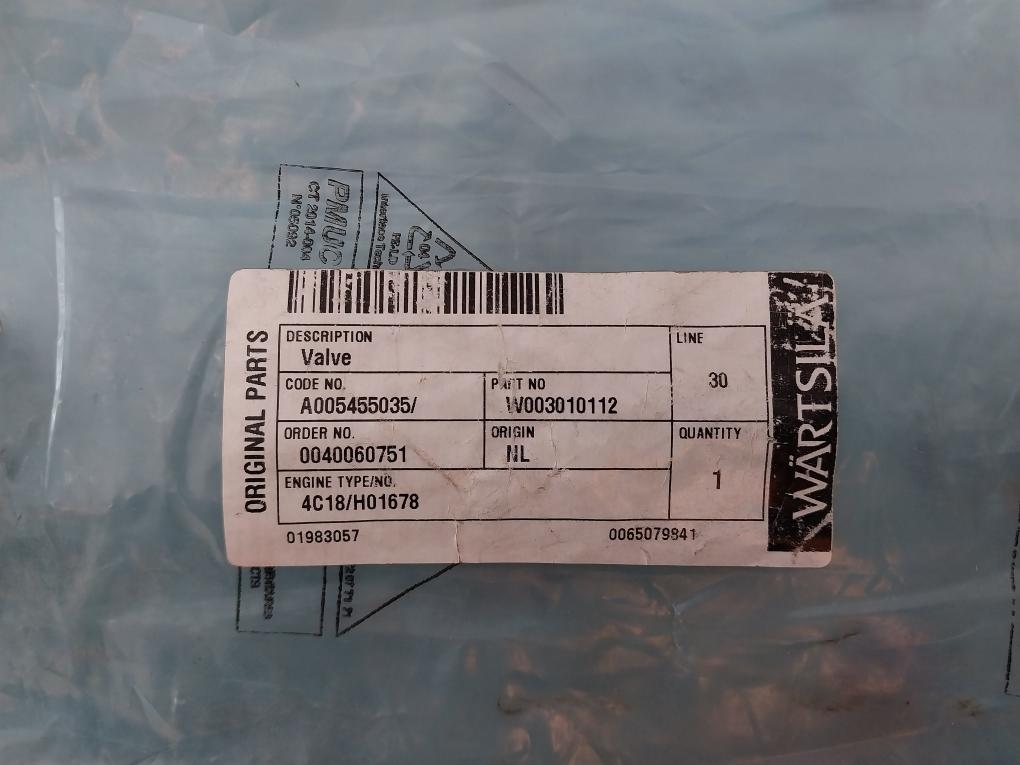 PMUC
CT 2014-004
N°05092
ORIGINAL PARTS
DESCRIPTION
Valve
LINE
30
CODE NO.
A005455035/
PART NO
W003010112
ORDER NO.
0040060751
ORIGIN
NL
QUANTITY
1
ENGINE TYPE/NO.
4C18/H01678
01983057
0065079841
WÄRTSILÄ